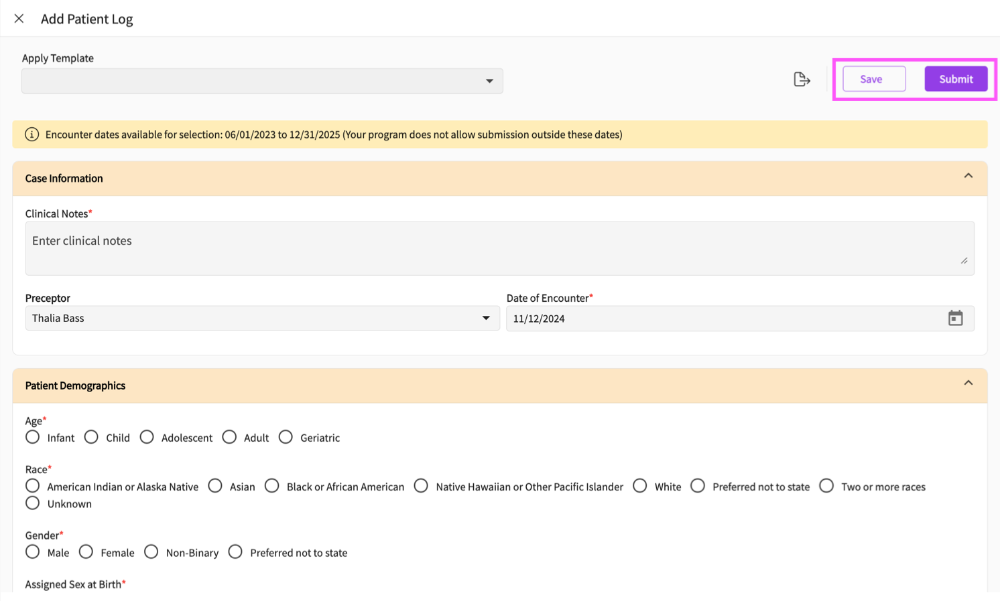 Add Patient Log
Apply Template
Save
Submit
Encounter dates available for selection: 06/01/2023 to 12/31/2025 (Your program does not allow submission outside these dates)
Case Information
Clinical Notes*
Enter clinical notes
Preceptor
Date of Encounter*
Thalia Bass
11/12/2024
Patient Demographics
Age*
Infant Child Adolescent Adult Geriatric
Race*
American Indian or Alaska Native Asian Black or African American Native Hawaiian or Other Pacific Islander White Preferred not to state Two or more races
Unknown
Gender*
Male Female Non-Binary Preferred not to state
Assigned Sex at Birth*